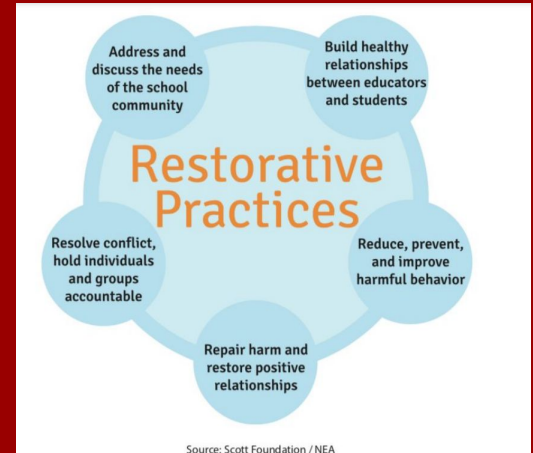 Address and
discuss the needs
of the school
community
Build healthy
relationships
between educators
and students
Restorative
Practices
Resolve conflict,
hold individuals
and groups
accountable
Reduce, prevent,
and improve
harmful behavior
Repair harm and
restore positive
relationships
Source: Scott Foundation / NEA